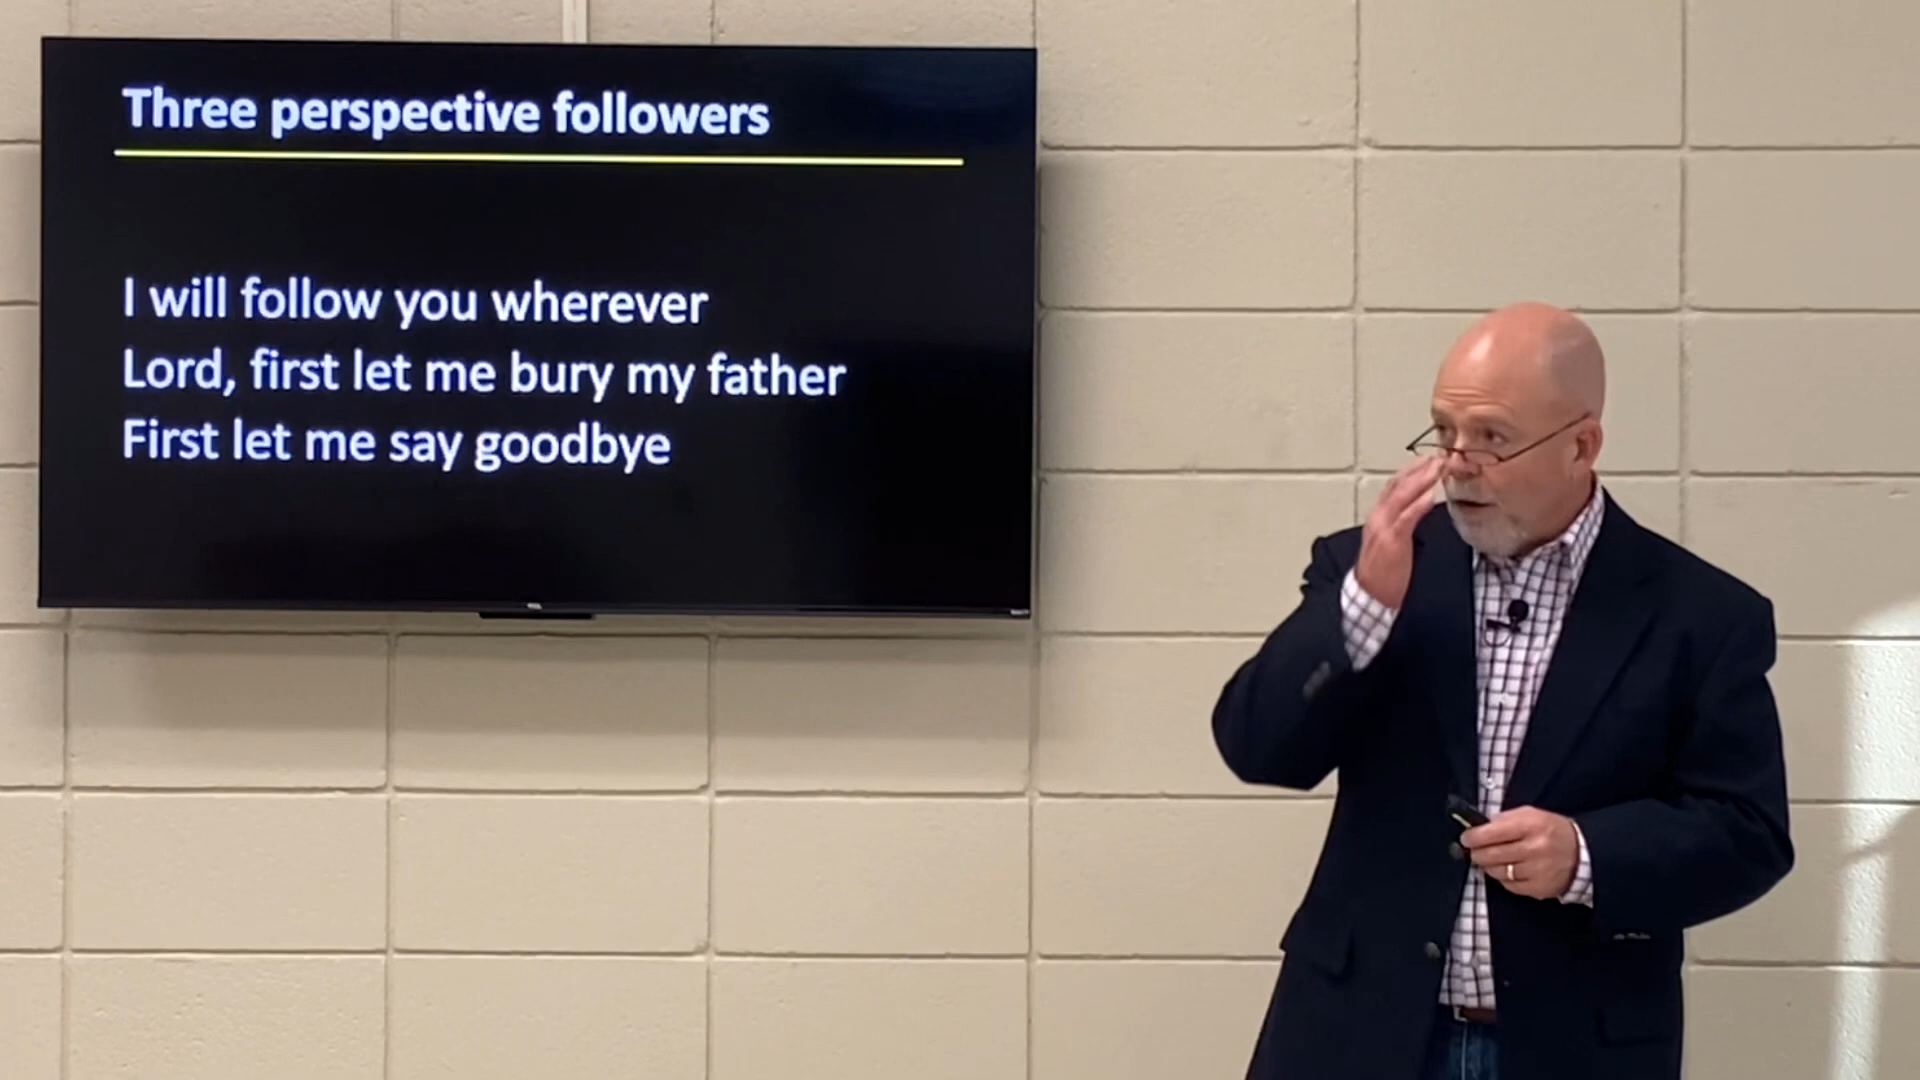 Three perspective followers
I will follow you wherever
Lord, first let me bury my father
First let me say goodbye